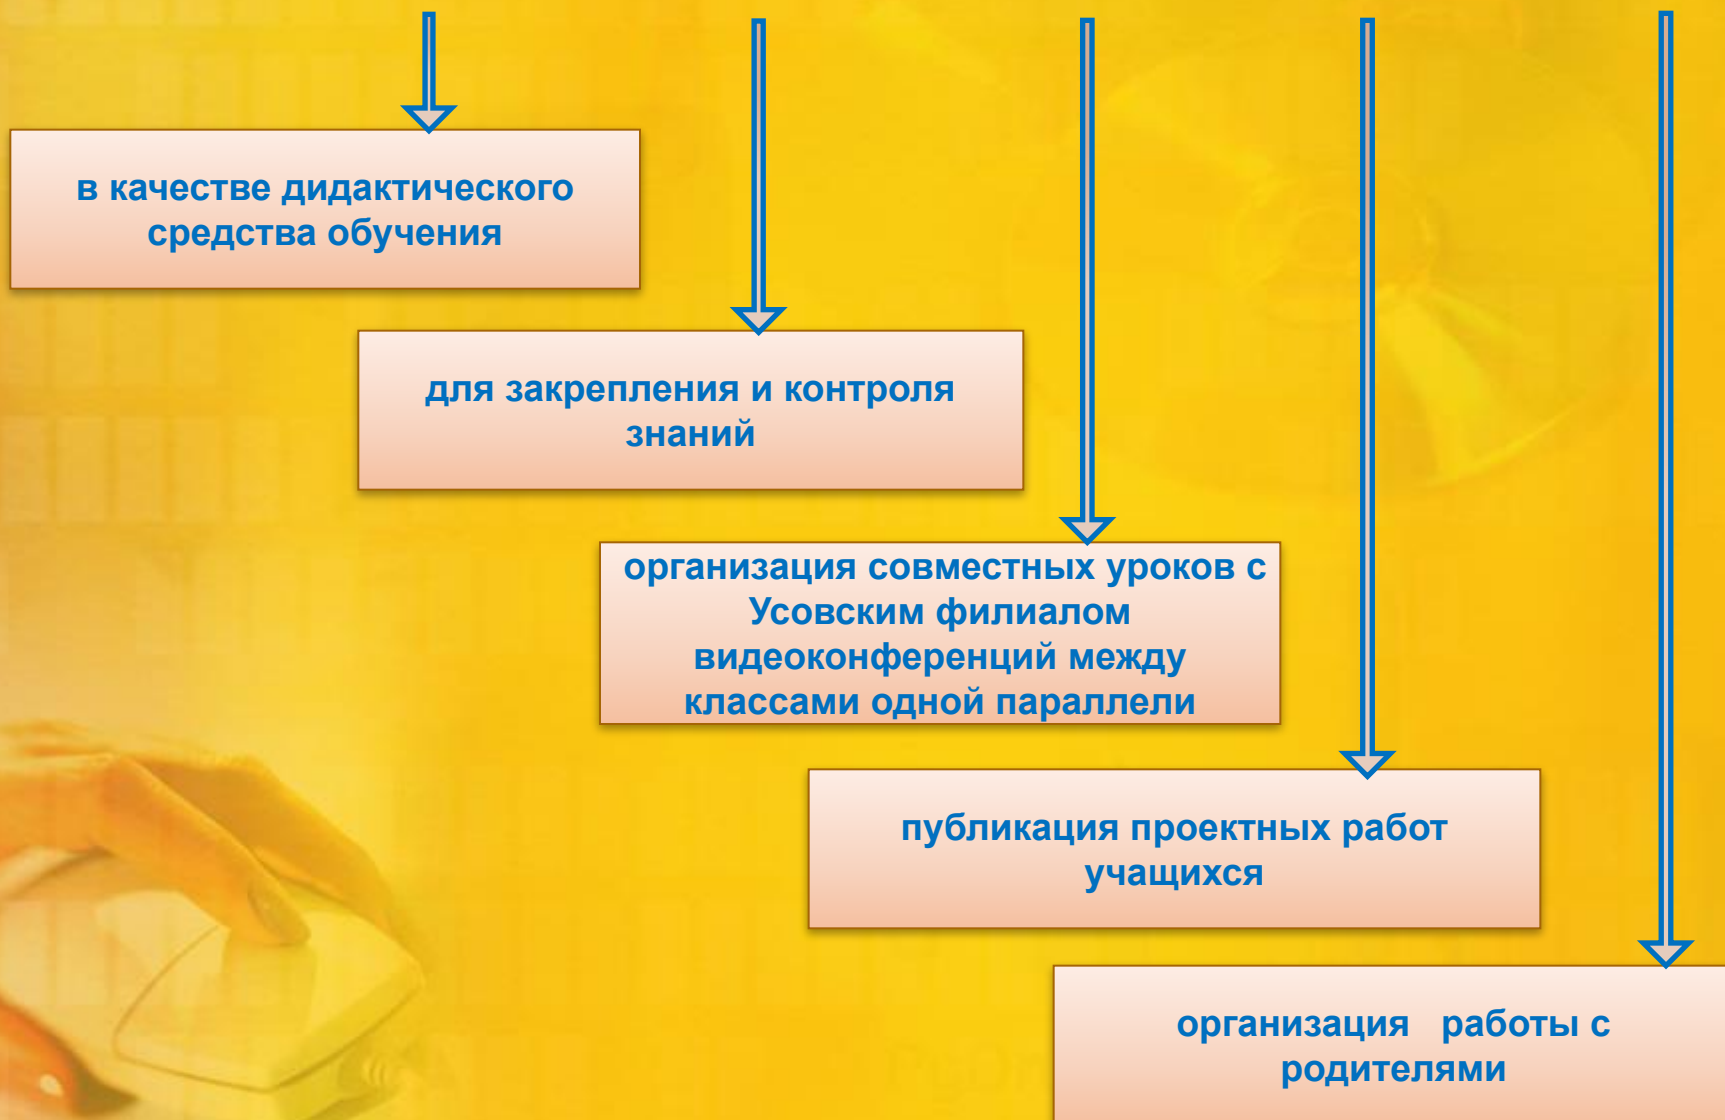 в качестве дидактического
средства обучения
для закрепления и контроля
знаний
организация совместных уроков с
Усовским филиалом
видеоконференций между
классами одной параллели
публикация проектных работ
учащихся
организация работы с
родителями